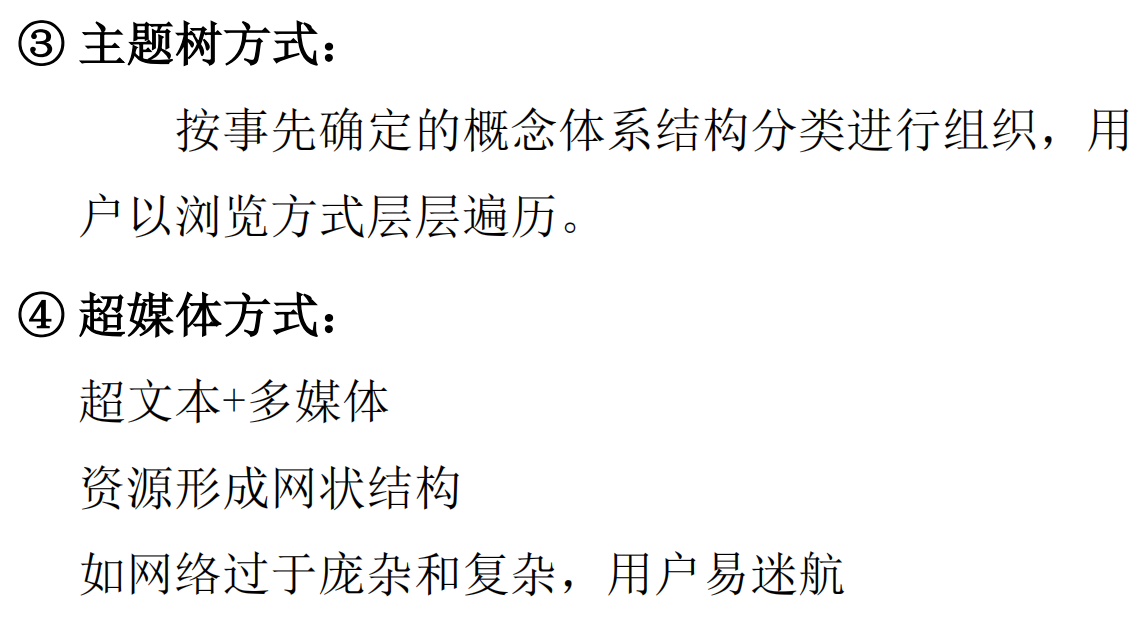 ③ 主题树方式：
按事先确定的概念体系结构分类进行组织，用
户以浏览方式层层遍历。
④ 超媒体方式：
超文本+多媒体
资源形成网状结构
如网络过于庞杂和复杂，用户易迷航